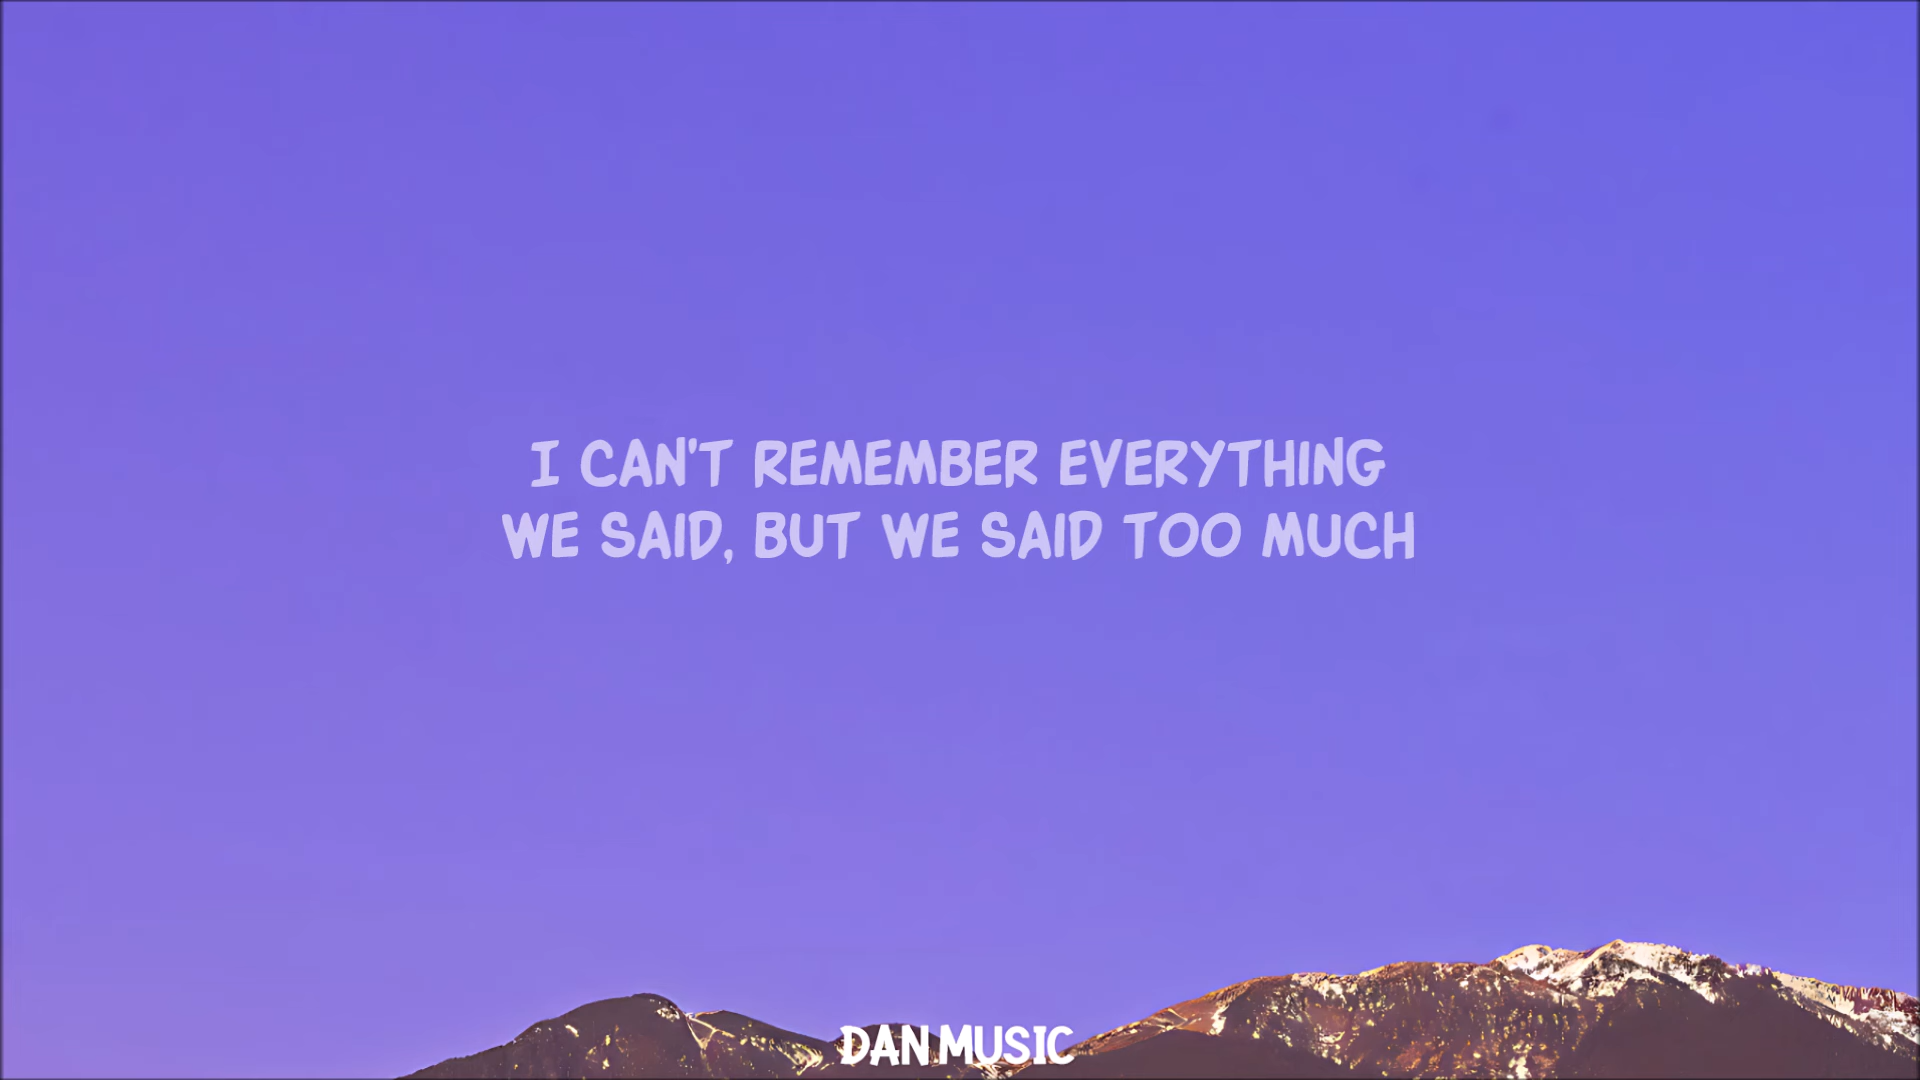 I CAN'T REMEMBER EVERYTHING
WE SAID, BUT WE SAID TOO MUCH
DAN MUSIC